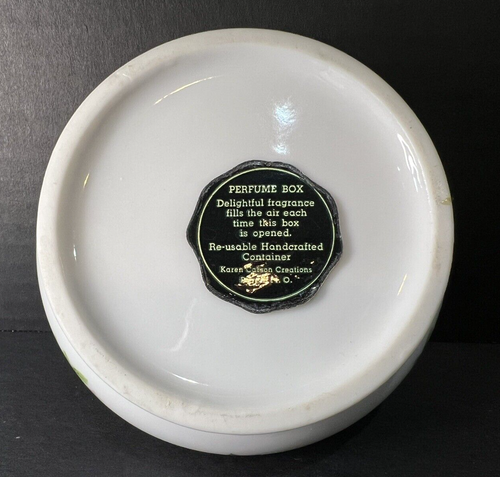 PERFUME BOX
Delightful fragrance
fills the air each
time this box
is opened.
Re-usable Handcrafted
Container
Karen Carson Creations
O.